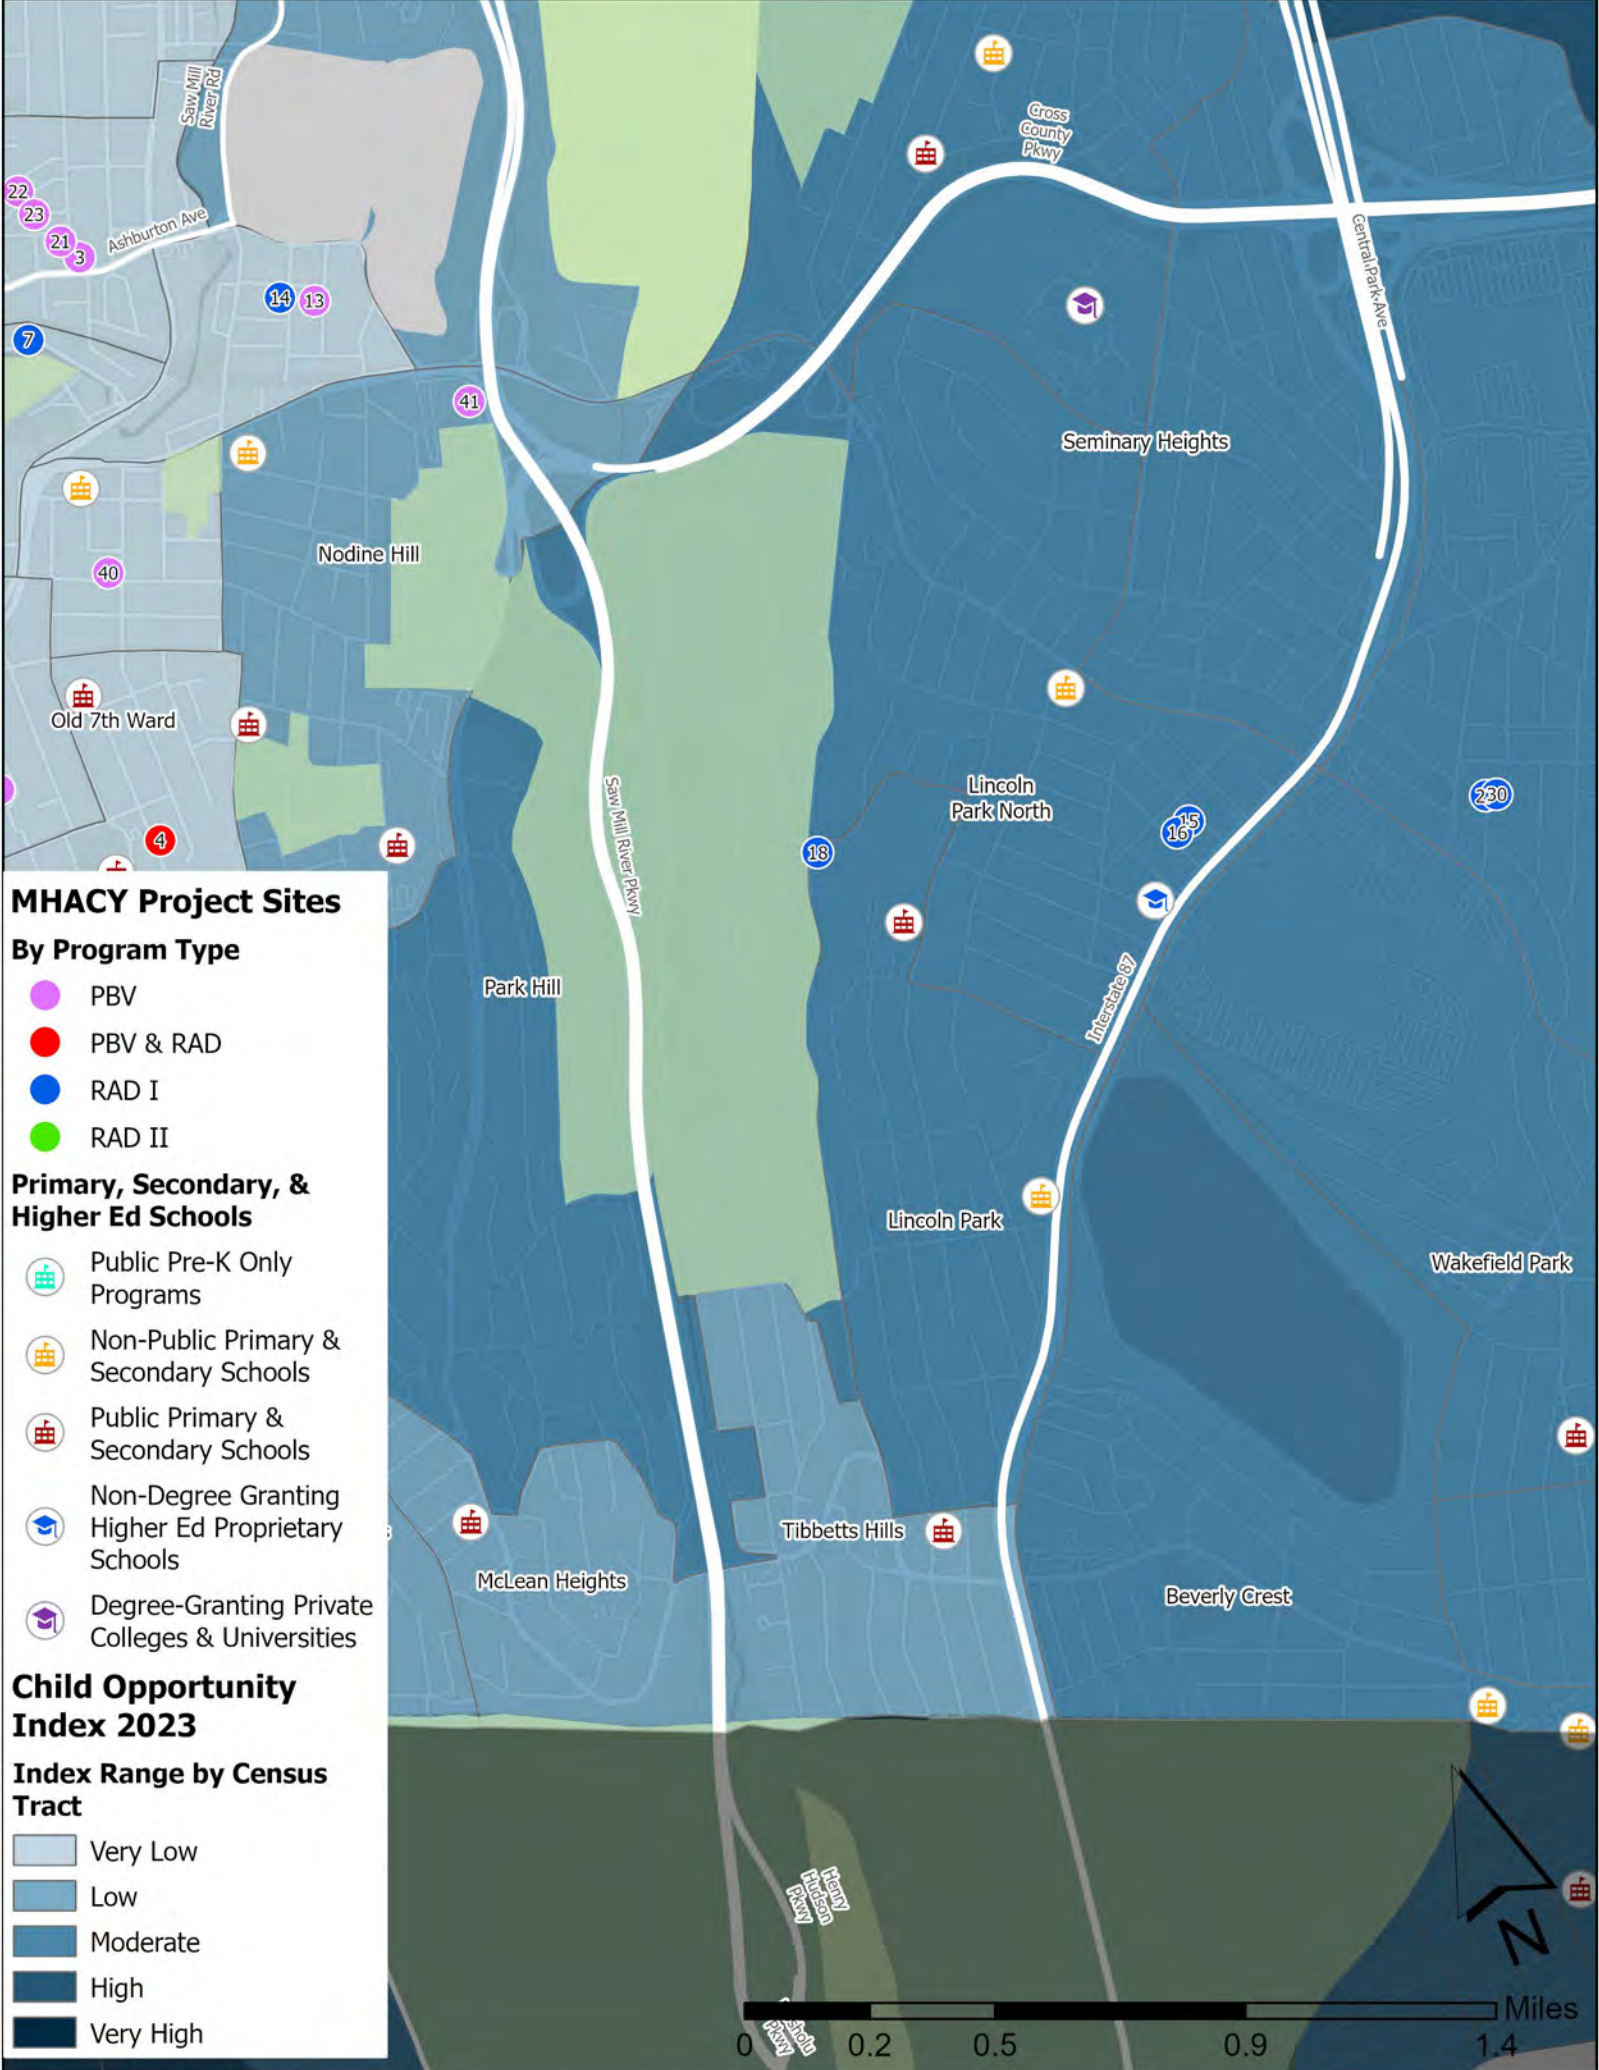 Saw Mill
River Rd
Cross
County
Pkwy
22
23
21
3
Ashburton Ave
Central Park Ave
14
13
7
41
Seminary Heights
Nodine Hill
40
Old 7th Ward
Lincoln
Park North
Saw Mill River Pkwy
15
16
18
4
Park Hill
Interstate 87
Lincoln Park
Wakefield Park
Tibbetts Hills
McLean Heights
Beverly Crest
Henry
Hudson
Pkwy
Pkwy
MHACY Project Sites
By Program Type
PBV
PBV & RAD
RAD I
RAD II
Primary, Secondary, &
Higher Ed Schools
Public Pre-K Only
Programs
Non-Public Primary &
Secondary Schools
Public Primary &
Secondary Schools
Non-Degree Granting
Higher Ed Proprietary
Schools
Degree-Granting Private
Colleges & Universities
Child Opportunity
Index 2023
Index Range by Census
Tract
Very Low
Low
Moderate
High
Very High
N
Miles
0 0.2 0.5 0.9 1.4